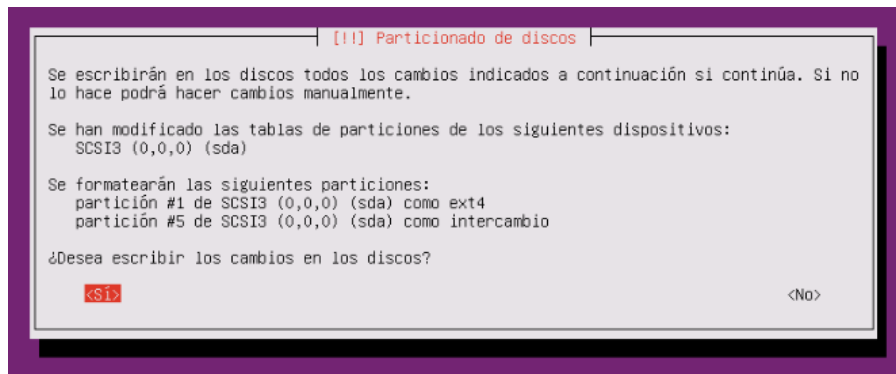 [!!] Particionado de discos
Se escribirán en los discos todos los cambios indicados a continuación si continúa. Si no
lo hace podrá hacer cambios manualmente.
Se han modificado las tablas de particiones de los siguientes dispositivos:
SCSI3 (0,0,0) (sda)
Se formatearán las siguientes particiones:
partición #1 de SCSI3 (0,0,0) (sda) como ext4
partición #5 de SCSI3 (0,0,0) (sda) como intercambio
¿Desea escribir los cambios en los discos?
<Sí> <No>